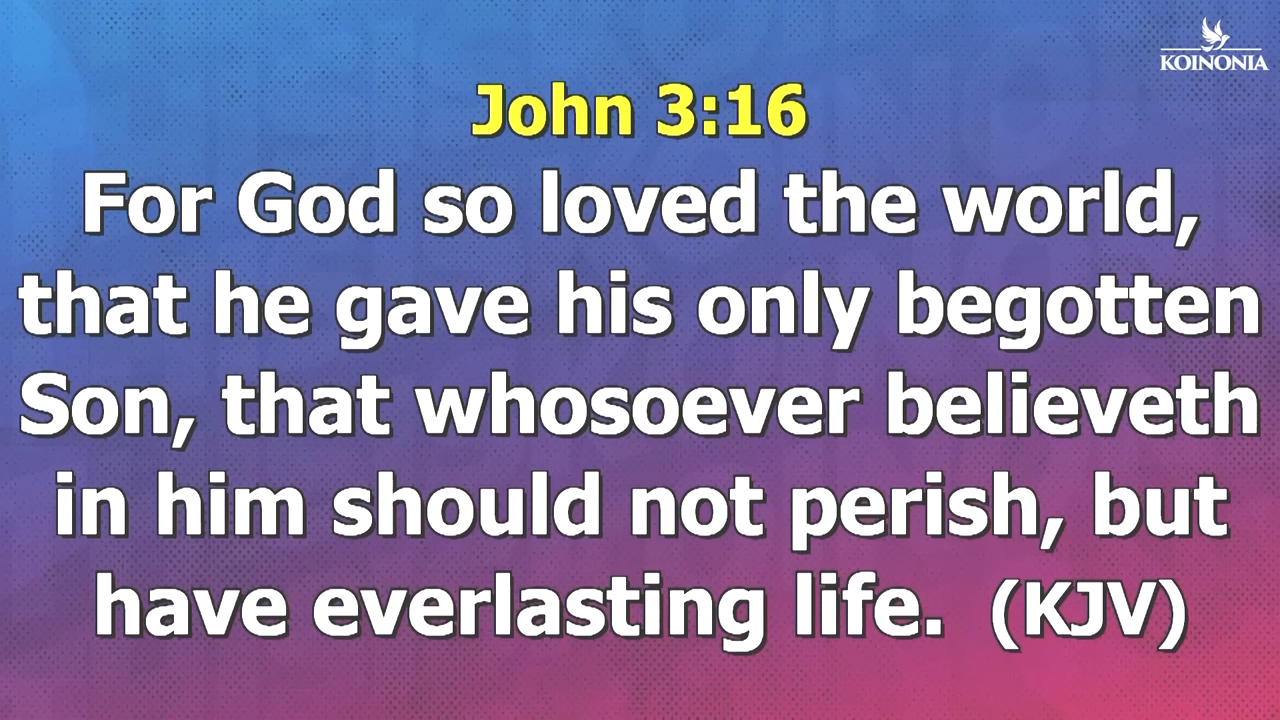 KOINONIA
John 3:16
For God so loved the world,
that he gave his only begotten
Son, that whosoever believeth
in him should not perish, but
have everlasting life.  (KJV)